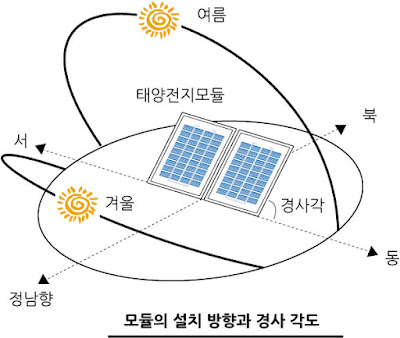 여름
태양전지모듈
북
서
겨울
경사각
동
정남향
모듈의 설치 방향과 경사 각도